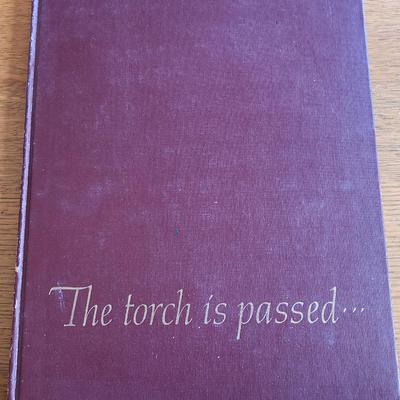 The torch is passed...